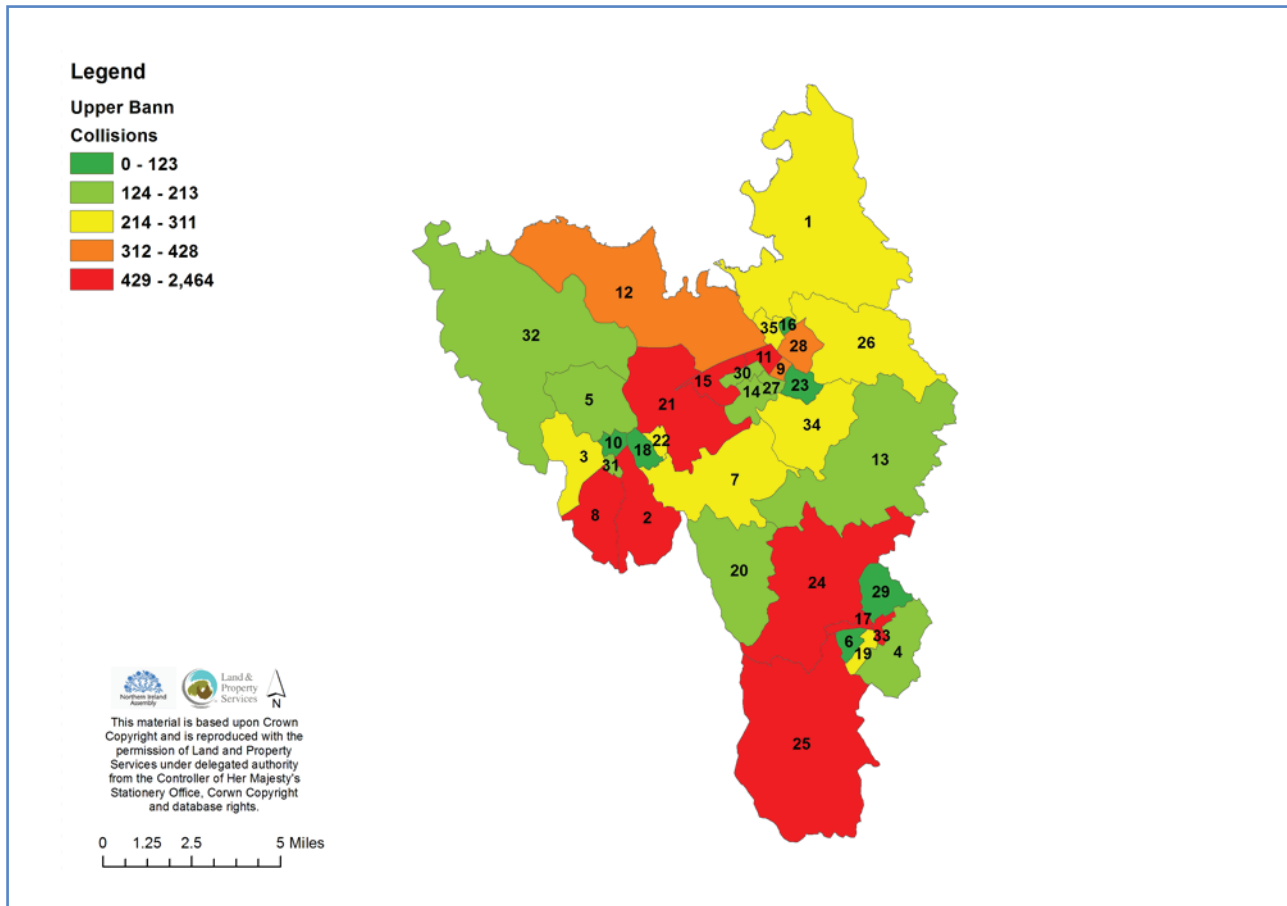 Legend
Upper Bann
Collisions
0 - 123
124 - 213
214 - 311
312 - 428
429 - 2,464
1
12
32
35
16
28
26
11
30
9
15
14
27
23
5
21
34
10
18
22
3
31
13
7
8
2
20
24
29
17
6
33
19
4
25
Northern Ireland
Assembly
Land &
Property
Services
N
This material is based upon Crown
Copyright and is reproduced with the
permission of Land and Property
Services under delegated authority
from the Controller of Her Majesty's
Stationery Office, Corwn Copyright
and database rights.
0 1.25 2.5 5 Miles